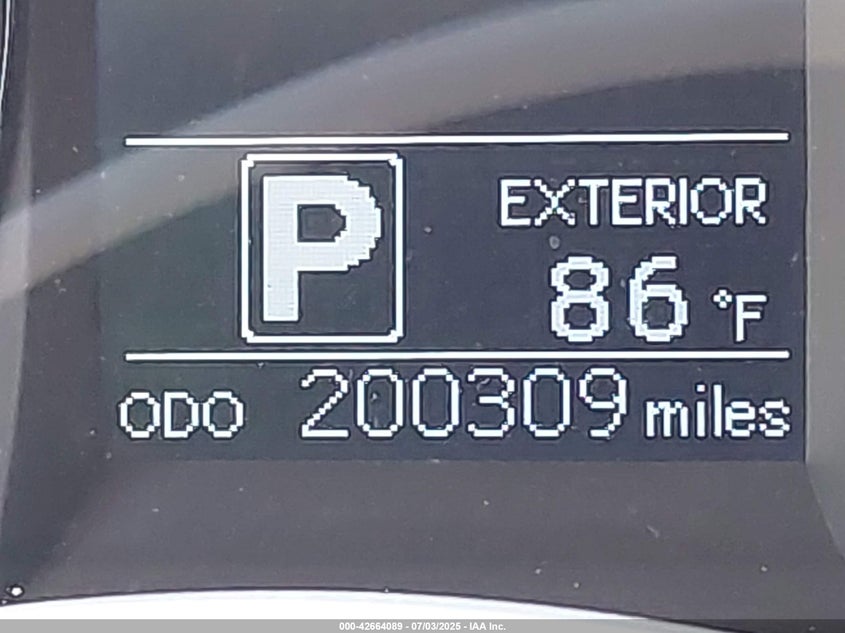 P
EXTERIOR
86 °F
ODO 200309 miles
000-42664089 - 07/03/2025 - IAA Inc.